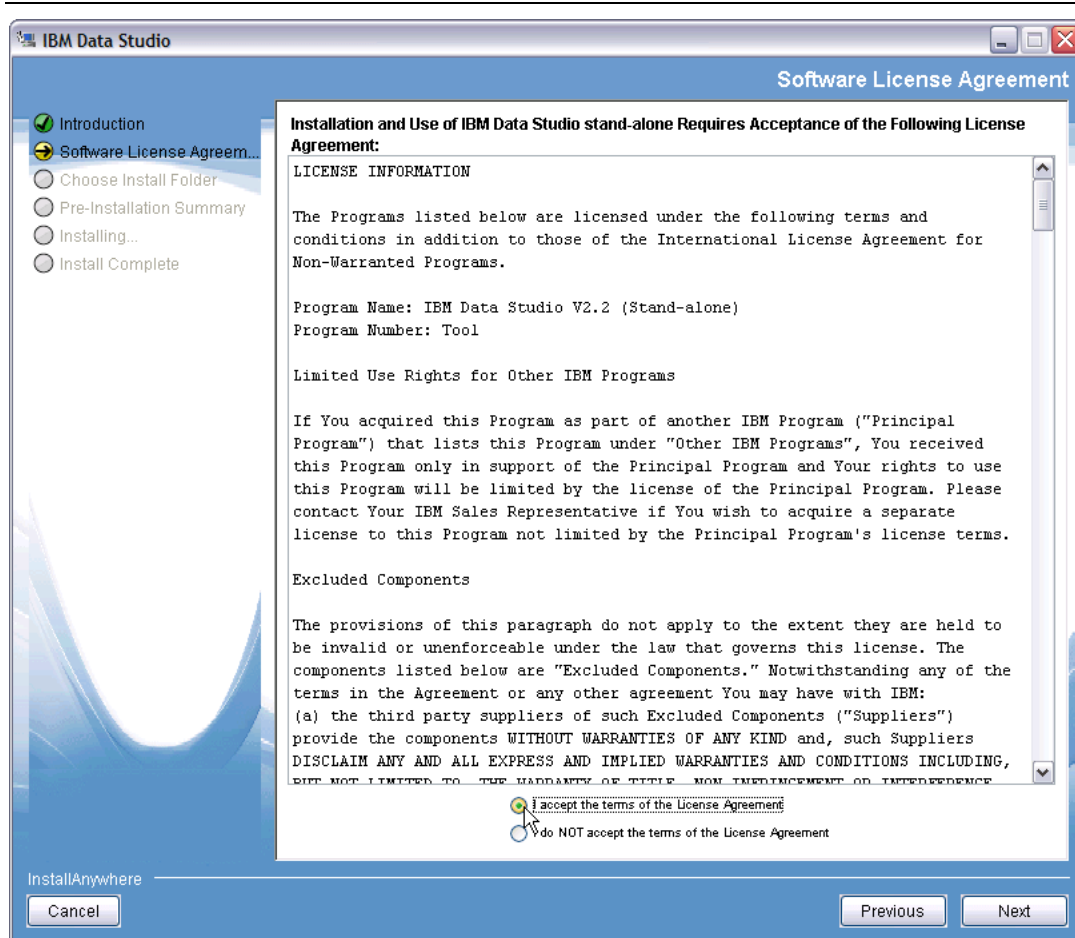 IBM Data Studio
Software License Agreement
Introduction
Software License Agreem...
Choose Install Folder
Pre-Installation Summary
Installing...
Install Complete
Installation and Use of IBM Data Studio stand-alone Requires Acceptance of the Following License
Agreement:
LICENSE INFORMATION
The Programs listed below are licensed under the following terms and
conditions in addition to those of the International License Agreement for
Non-Warranted Programs.
Program Name: IBM Data Studio V2.2 (Stand-alone)
Program Number: Tool
Limited Use Rights for Other IBM Programs
If You acquired this Program as part of another IBM Program ("Principal
Program") that lists this Program under "Other IBM Programs", You received
this Program only in support of the Principal Program and Your rights to use
this Program will be limited by the license of the Principal Program. Please
contact Your IBM Sales Representative if You wish to acquire a separate
license to this Program not limited by the Principal Program's license terms.
Excluded Components
The provisions of this paragraph do not apply to the extent they are held to
be invalid or unenforceable under the law that governs this license. The
components listed below are "Excluded Components." Notwithstanding any of the
terms in the Agreement or any other agreement You may have with IBM:
(a) the third party suppliers of such Excluded Components ("Suppliers")
provide the components WITHOUT WARRANTIES OF ANY KIND and, such Suppliers
DISCLAIM ANY AND ALL EXPRESS AND IMPLIED WARRANTIES AND CONDITIONS INCLUDING,
BUT NOT LIMITED TO, THE WARRANTY OF TITLE, NON-INFRINGEMENT OR INTERFERENCE
I accept the terms of the License Agreement
do NOT accept the terms of the License Agreement
InstallAnywhere
Cancel
Previous
Next